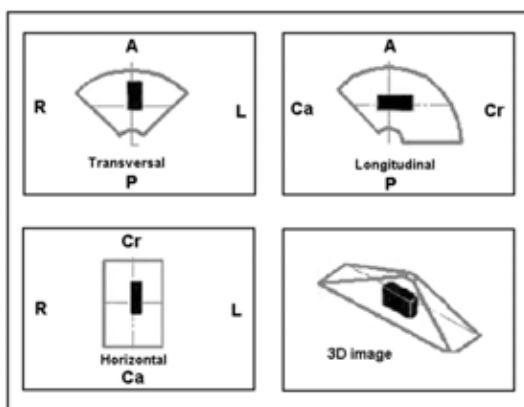 A
R
L
Transversal
P
A
Ca
Cr
Longitudinal
P
Cr
R
L
Horizontal
Ca
3D image